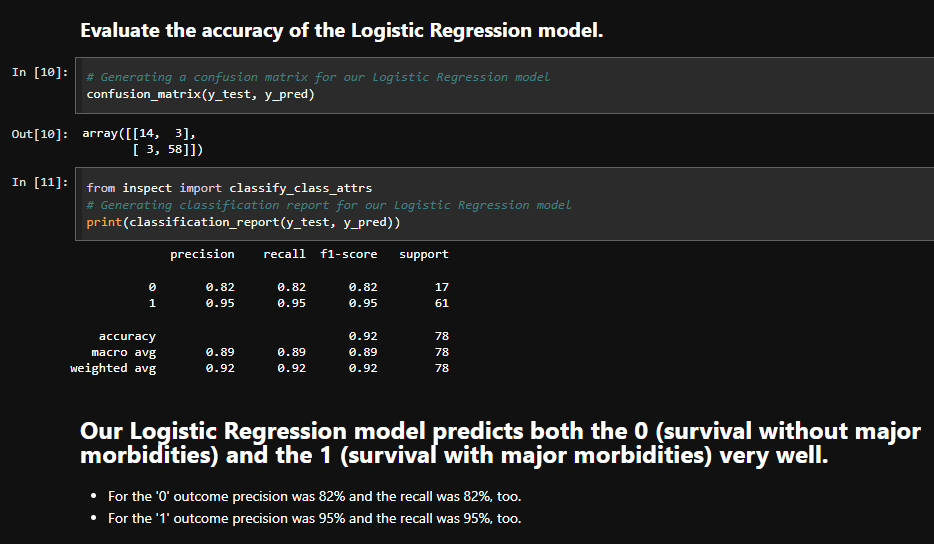 Evaluate the accuracy of the Logistic Regression model.
In [10]: # Generating a confusion matrix for our Logistic Regression model
confusion_matrix(y_test, y_pred)
Out[10]: array([[14,  3],
       [ 3, 58]])
In [11]: from inspect import classify_class_attrs
# Generating classification report for our Logistic Regression model
print(classification_report(y_test, y_pred))
precision    recall  f1-score   support
0       0.82      0.82      0.82        17
1       0.95      0.95      0.95        61
accuracy                           0.92        78
macro avg       0.89      0.89      0.89        78
weighted avg       0.92      0.92      0.92        78
Our Logistic Regression model predicts both the 0 (survival without major
morbidities) and the 1 (survival with major morbidities) very well.
• For the '0' outcome precision was 82% and the recall was 82%, too.
• For the '1' outcome precision was 95% and the recall was 95%, too.